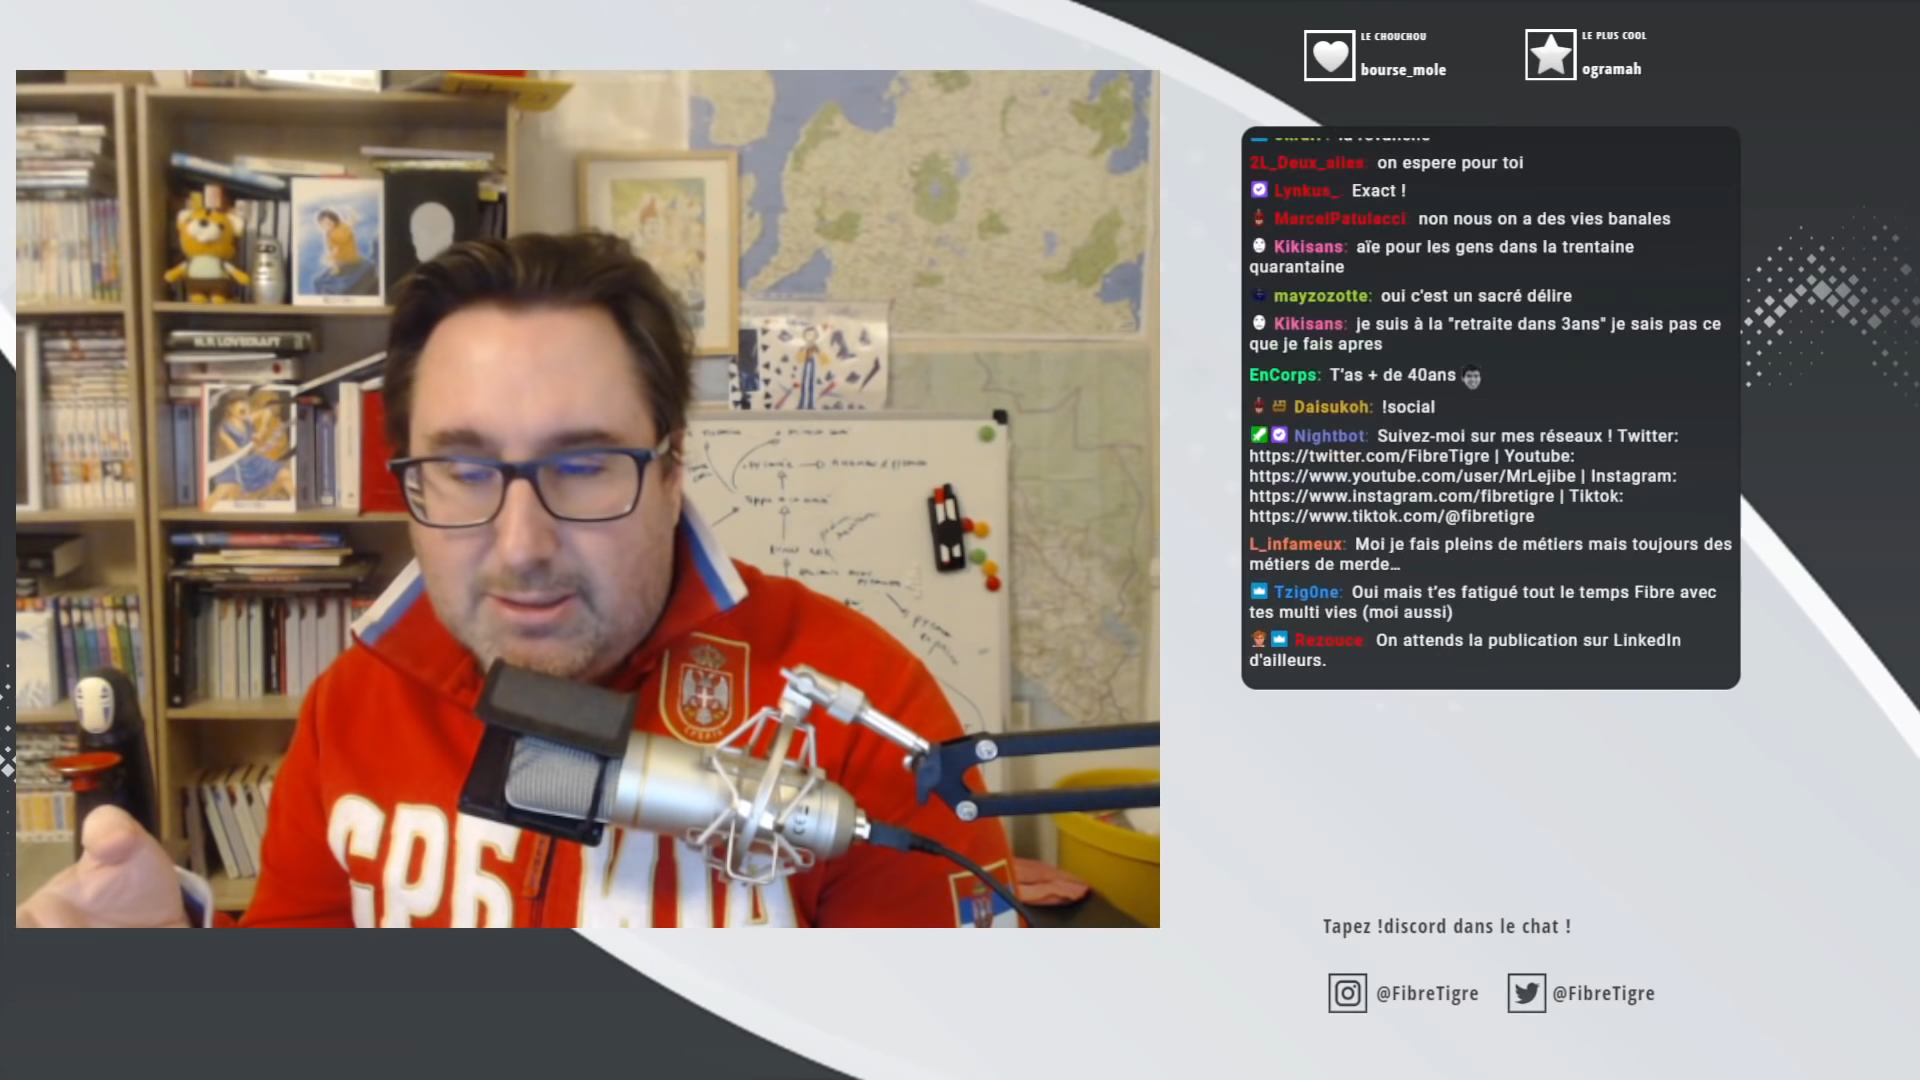 LE CHOUCHOU
bourse_mole
LE PLUS COOL
ogramah
2L_Deux_ailes: on espere pour toi
Lynkus_: Exact !
MarcelPatulacci: non nous on a des vies banales
Kikisans: aïe pour les gens dans la trentaine
quarantaine
mayzozotte: oui c'est un sacré délire
Kikisans: je suis à la "retraite dans 3ans" je sais pas ce
que je fais apres
EnCorps: T'as + de 40ans
Daisukoh: !social
Nightbot: Suivez-moi sur mes réseaux ! Twitter:
https://twitter.com/FibreTigre | Youtube:
https://www.youtube.com/user/MrLejibe | Instagram:
https://www.instagram.com/fibretigre | Tiktok:
https://www.tiktok.com/@fibretigre
L_infameux: Moi je fais pleins de métiers mais toujours des
métiers de merde…
Tzig0ne: Oui mais t'es fatigué tout le temps Fibre avec
tes multi vies (moi aussi)
Rezouce: On attends la publication sur LinkedIn
d'ailleurs.
H.P. LOVECRAFT
CE
Tapez !discord dans le chat !
@FibreTigre
@FibreTigre